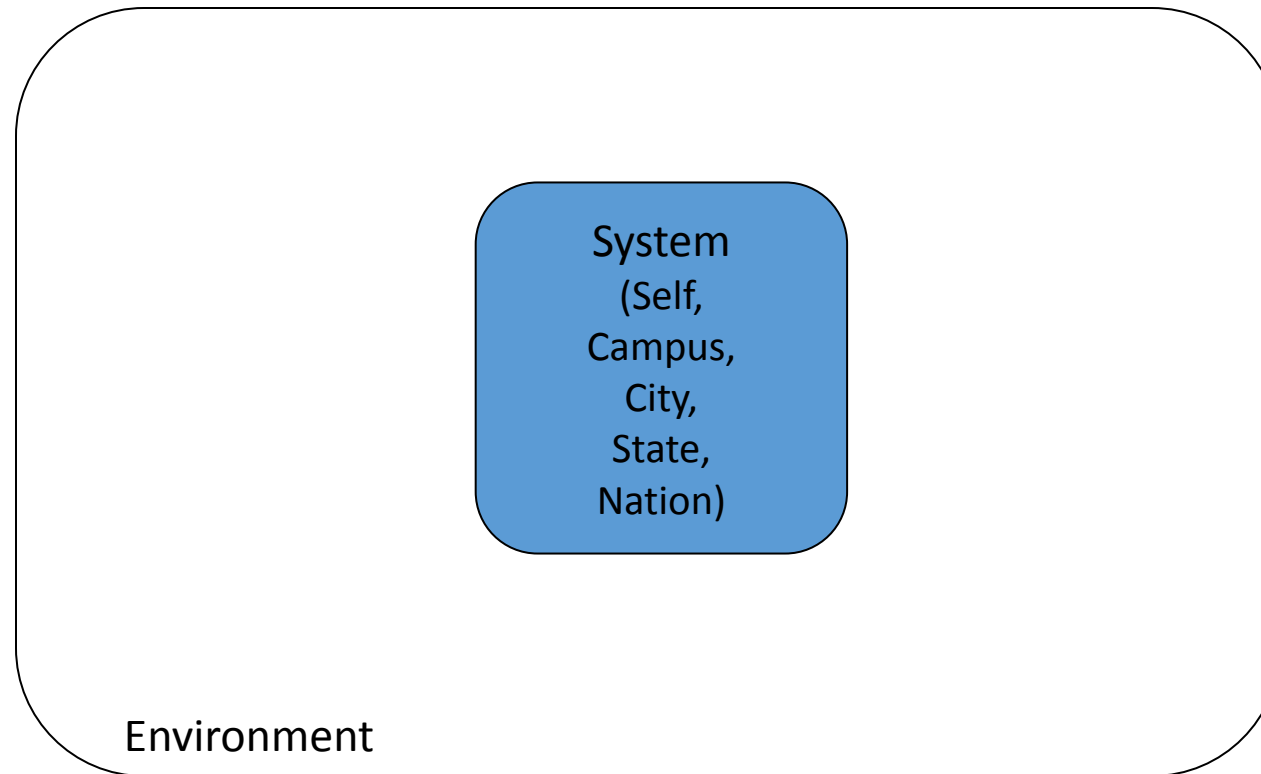 System
(Self,
Campus,
City,
State,
Nation)
Environment